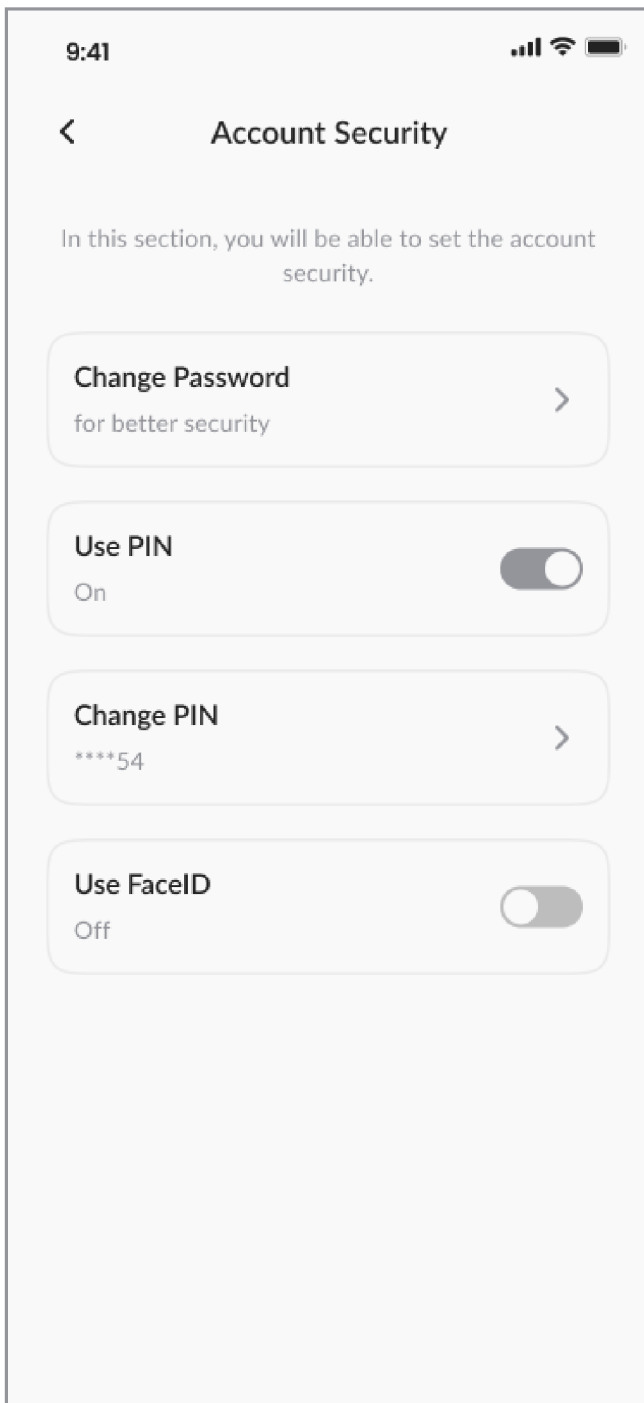 9:41
Account Security
In this section, you will be able to set the account
security.
Change Password
for better security
Use PIN
On
Change PIN
****54
Use FaceID
Off